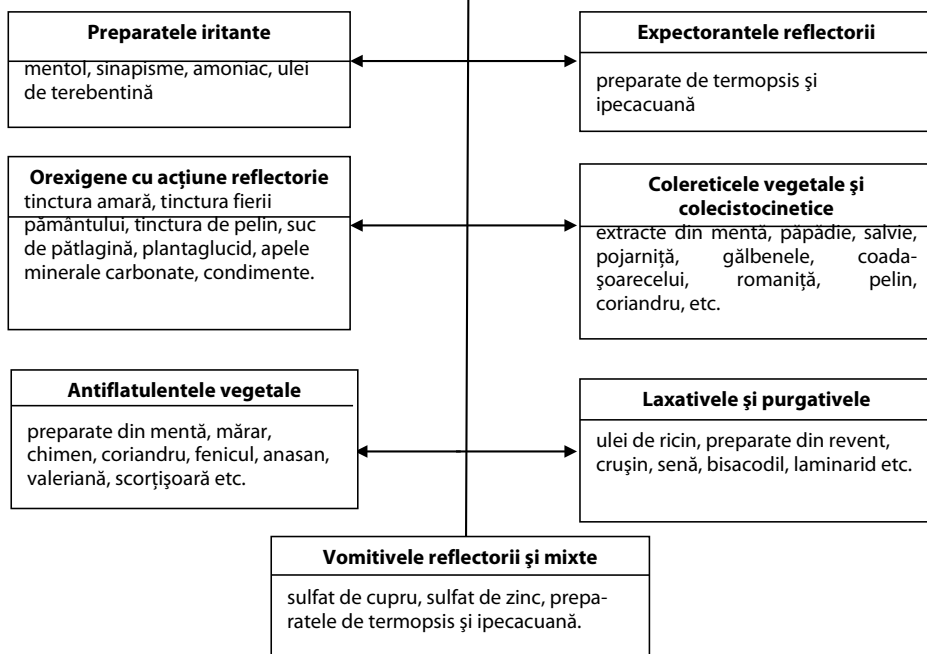 Preparatele iritante
mentol, sinapisme, amoniac, ulei
de terebentină
Expectorantele reflectorii
preparate de termopsis şi
ipecacuană
Orexigene cu acţiune reflectorie
tinctura amară, tinctura fierii
pământului, tinctura de pelin, suc
de pătlagină, plantaglucid, apele
minerale carbonate, condimente.
Colereticele vegetale şi
colecistocinetice
extracte din mentă, păpădie, salvie,
pojarniţă, gălbenele, coada-
şoarecelui, romaniţă, pelin,
coriandru, etc.
Antiflatulentele vegetale
preparate din mentă, mărar,
chimen, coriandru, fenicul, anasan,
valeriană, scorţişoară etc.
Laxativele şi purgativele
ulei de ricin, preparate din revent,
cruşin, senă, bisacodil, laminarid etc.
Vomitivele reflectorii şi mixte
sulfat de cupru, sulfat de zinc, prepa-
ratele de termopsis şi ipecacuană.